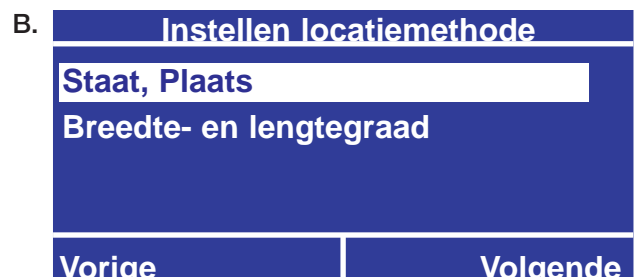 B.
Instellen locatiemethode
Staat, Plaats
Breedte- en lengtegraad
Vorige Volgende